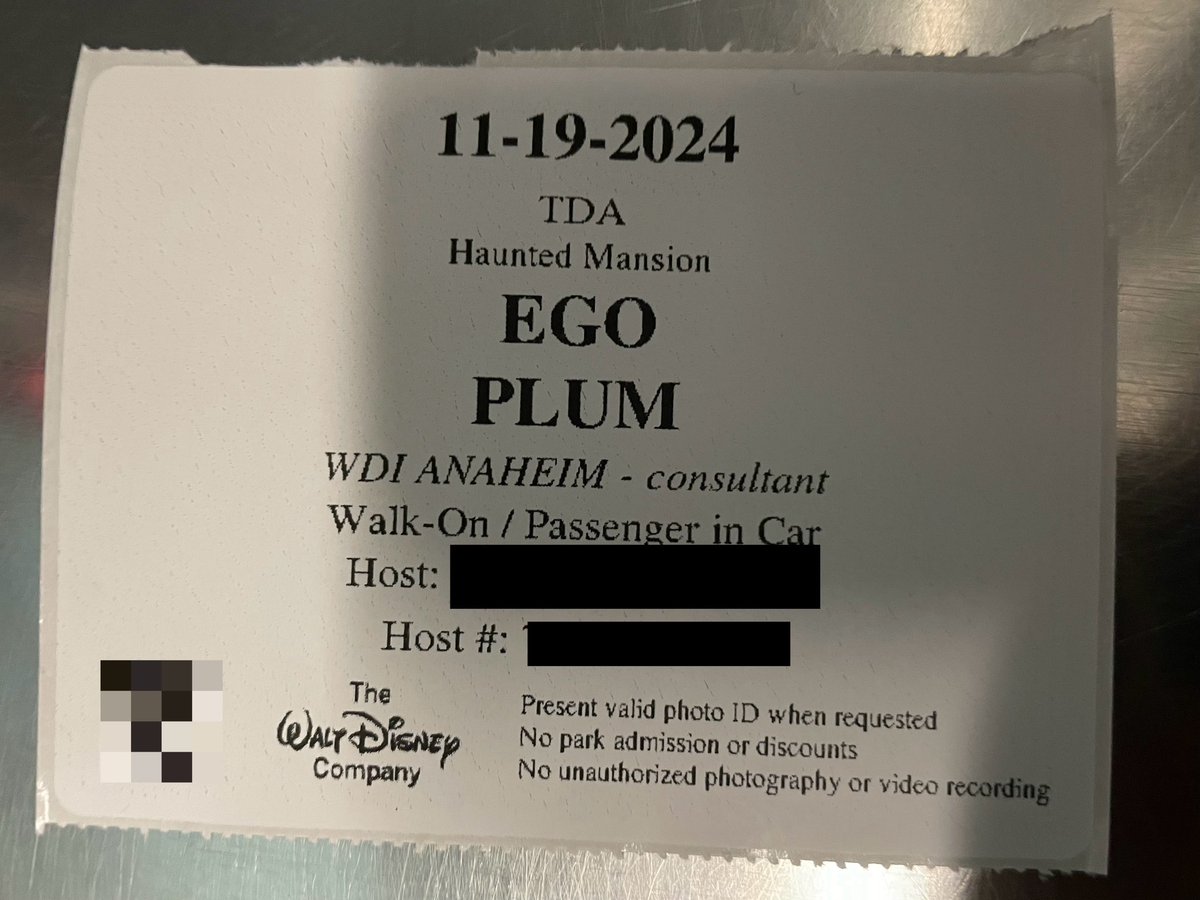 11-19-2024
TDA
Haunted Mansion
EGO
PLUM
WDI ANAHEIM - consultant
Walk-On / Passenger in Car
Host:
Host #:
The
WALT DISNEY
Company
Present valid photo ID when requested
No park admission or discounts
No unauthorized photography or video recording